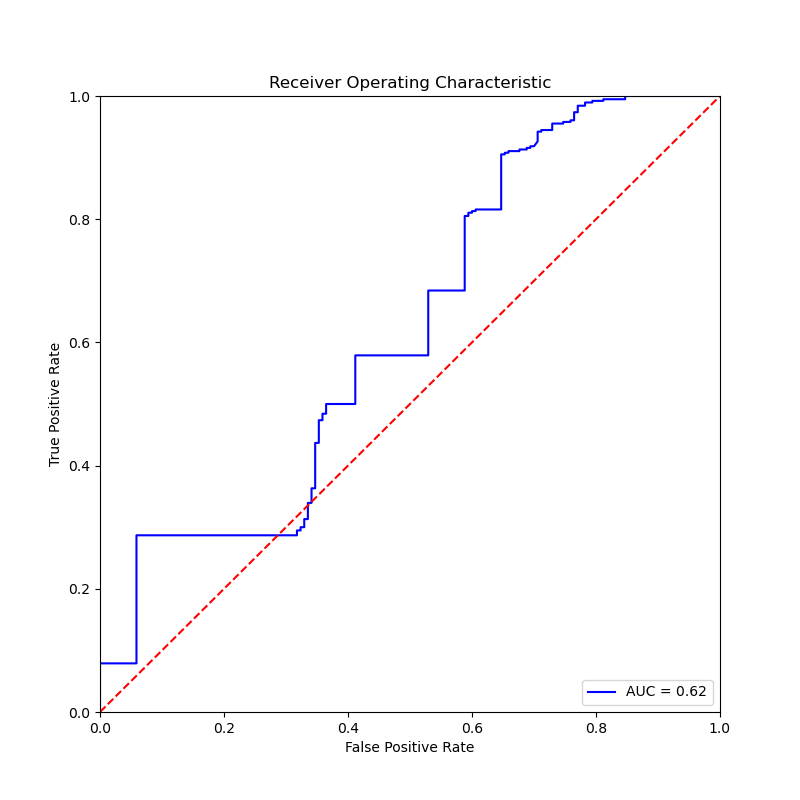 Receiver Operating Characteristic
1.0
0.8
0.6
0.4
0.2
0.0
True Positive Rate
AUC = 0.62
0.0 0.2 0.4 0.6 0.8 1.0
False Positive Rate